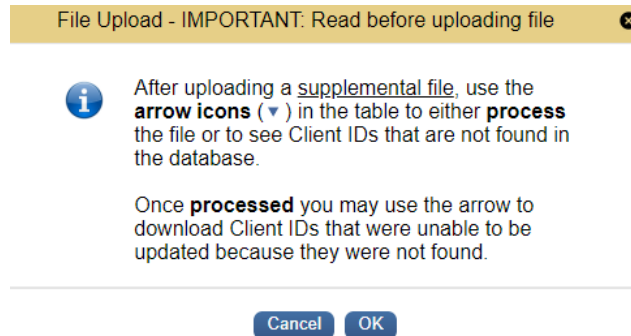 File Upload - IMPORTANT: Read before uploading file
After uploading a supplemental file, use the
arrow icons (▼) in the table to either process
the file or to see Client IDs that are not found in
the database.
Once processed you may use the arrow to
download Client IDs that were unable to be
updated because they were not found.
Cancel OK